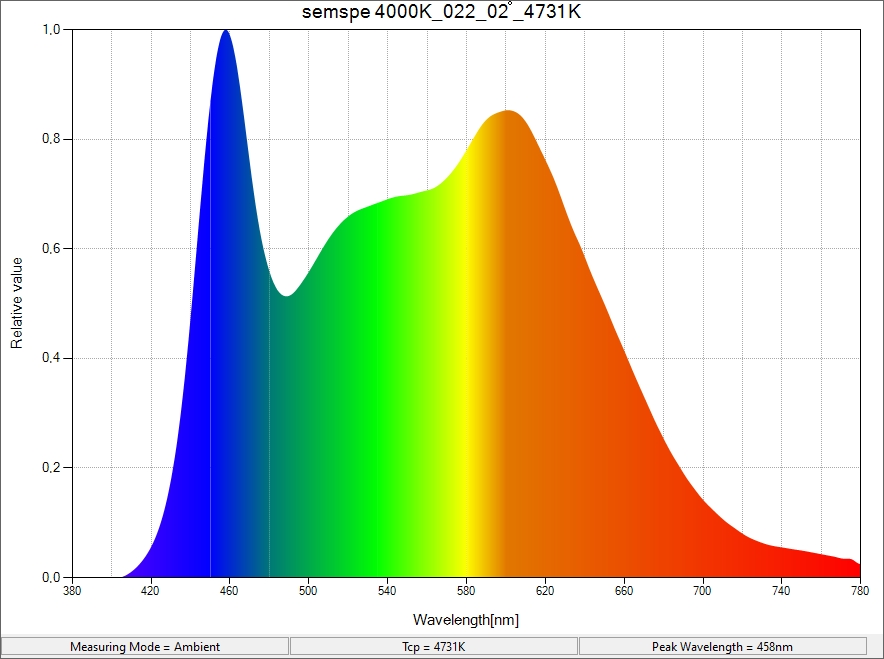 semspe 4000K_022_02°_4731K
1.0
0.8
0.6
0.4
0.2
0.0
Relative value
380 420 460 500 540 580 620 660 700 740 780
Wavelength[nm]
Measuring Mode = Ambient Tcp = 4731K Peak Wavelength = 458nm